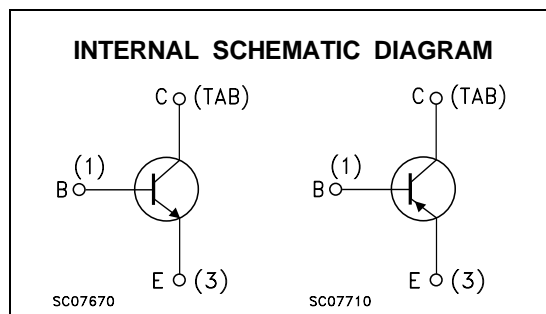 INTERNAL SCHEMATIC DIAGRAM
C (TAB)
C (TAB)
(1)
(1)
B
B
E (3)
E (3)
SC07670
SC07710